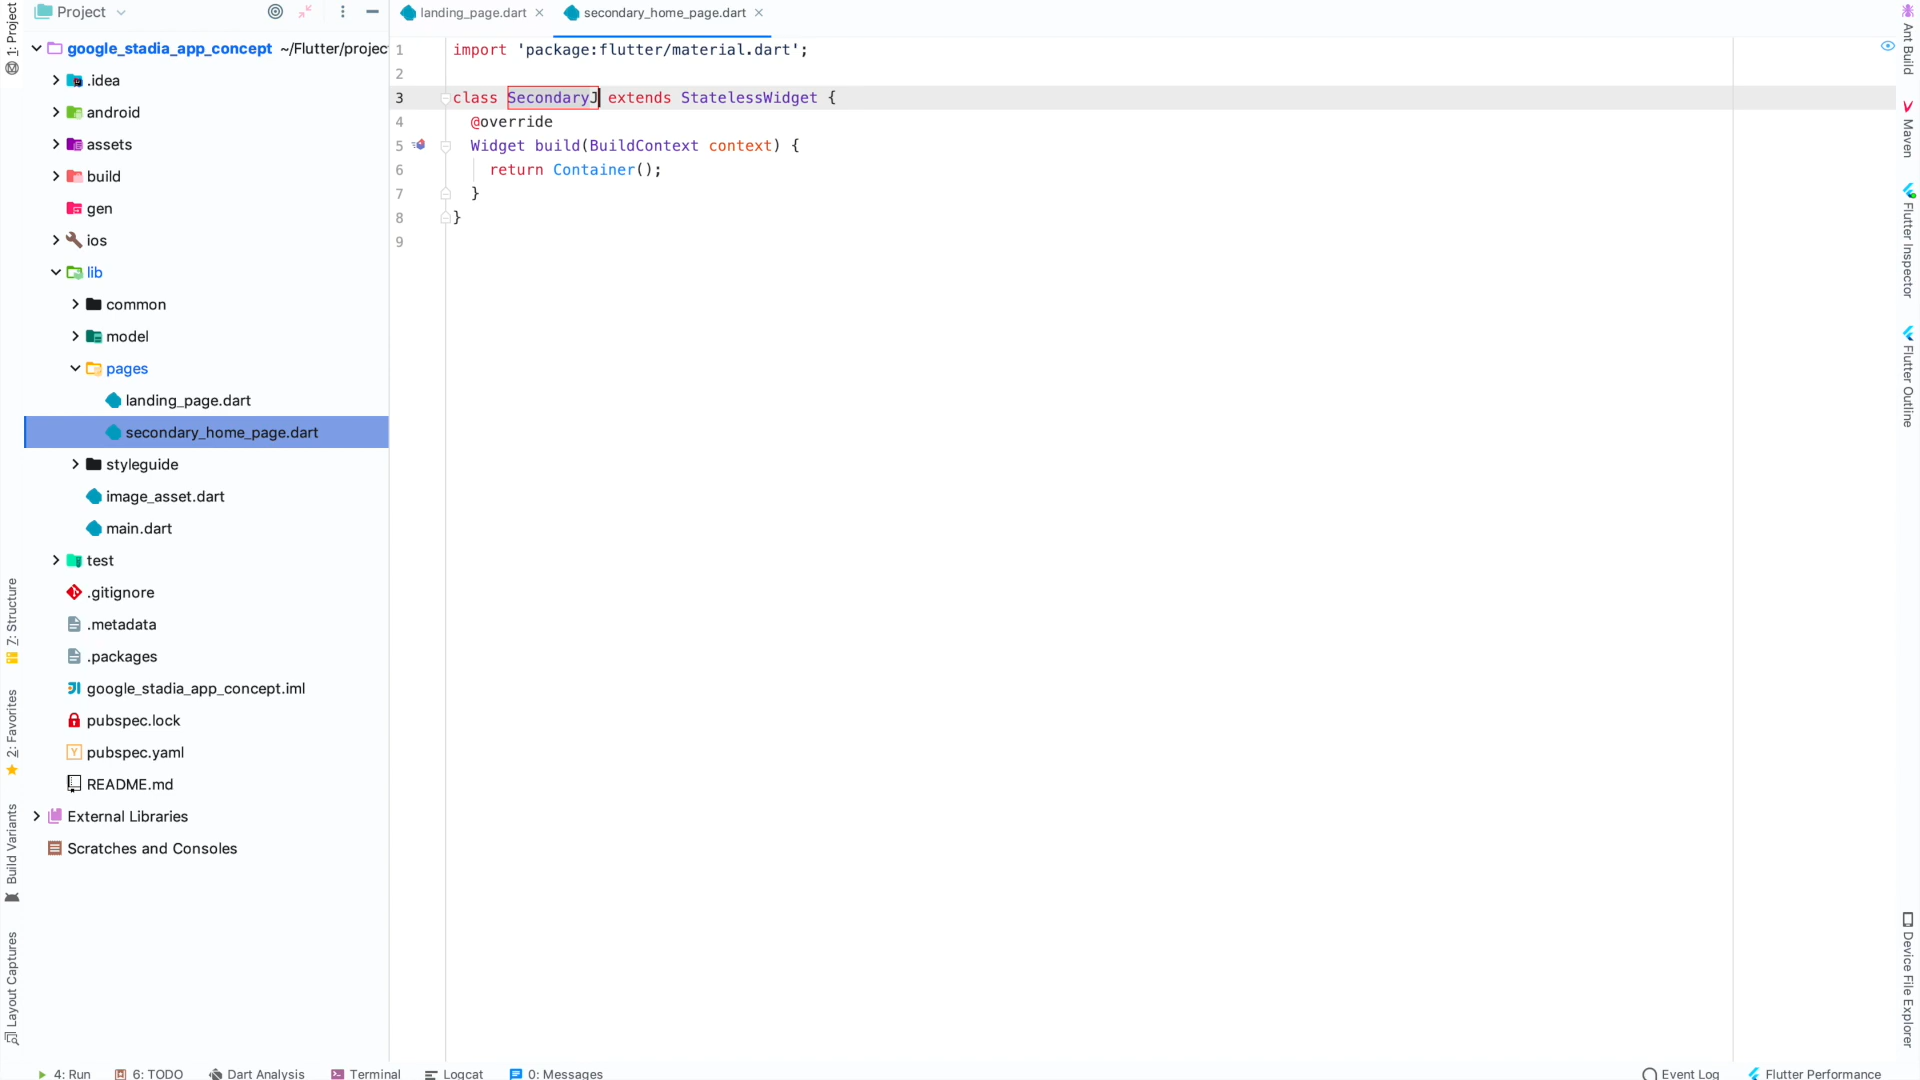 1: Project
Project
google_stadia_app_concept ~/Flutter/projec
.idea
android
assets
build
gen
ios
lib
common
model
pages
landing_page.dart
secondary_home_page.dart
styleguide
image_asset.dart
main.dart
test
.gitignore
.metadata
.packages
google_stadia_app_concept.iml
pubspec.lock
pubspec.yaml
README.md
External Libraries
Scratches and Consoles
7: Structure
2: Favorites
Build Variants
Layout Captures
landing_page.dart
secondary_home_page.dart
1 import 'package:flutter/material.dart';
2
3 class SecondaryJ extends StatelessWidget {
4 @override
5 Widget build(BuildContext context) {
6 return Container();
7 }
8 }
9
Ant Build
Maven
Flutter Inspector
Flutter Outline
Device File Explorer
4: Run 6: TODO Dart Analysis Terminal Logcat 0: Messages Event Log Flutter Performance